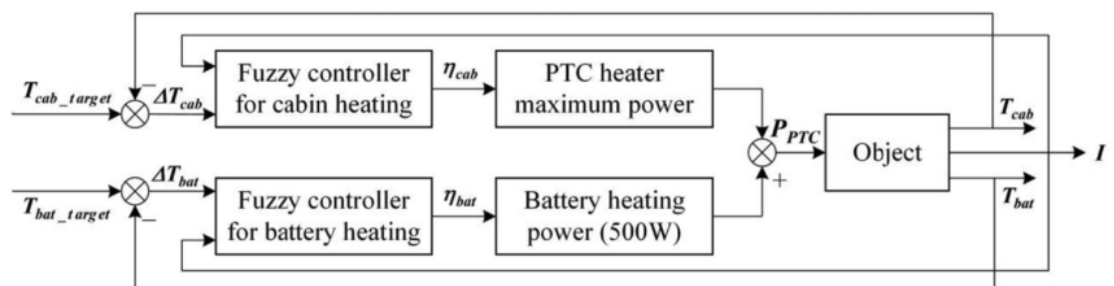 T_cab_target
−
ΔT_cab
Fuzzy controller
for cabin heating
η_cab
PTC heater
maximum power
P_PTC
Object
T_cab
I
T_bat_target
−
ΔT_bat
Fuzzy controller
for battery heating
η_bat
Battery heating
power (500W)
+
T_bat